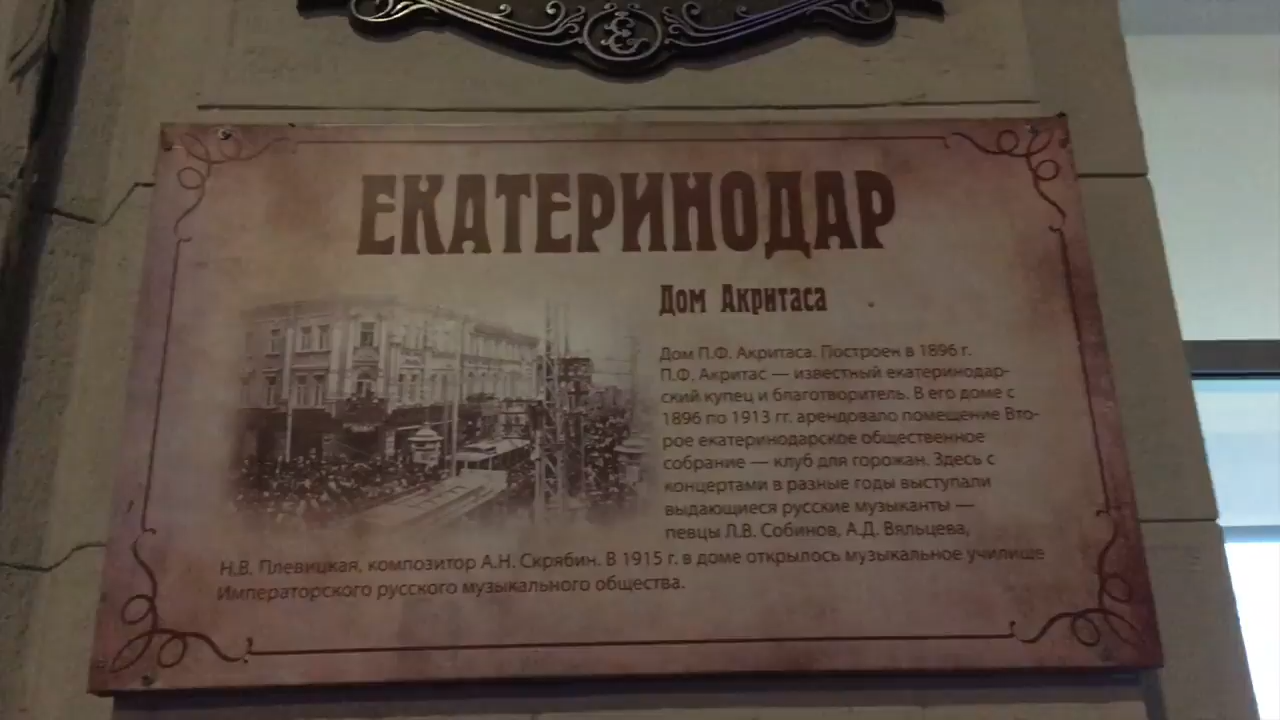 ЕКАТЕРИНОДАР
Дом Акритаса
Дом П.Ф. Акритаса. Построен в 1896 г.
П.Ф. Акритас — известный екатеринодар-
ский купец и благотворитель. В его доме с
1896 по 1913 гг. арендовало помещение Вто-
рое екатеринодарское общественное
собрание — клуб для горожан. Здесь с
концертами в разные годы выступали
выдающиеся русские музыканты —
певцы Л.В. Собинов, А.Д. Вяльцева,
Н.В. Плевицкая, композитор А.Н. Скрябин. В 1915 г. в доме открылось музыкальное училище
Императорского русского музыкального общества.